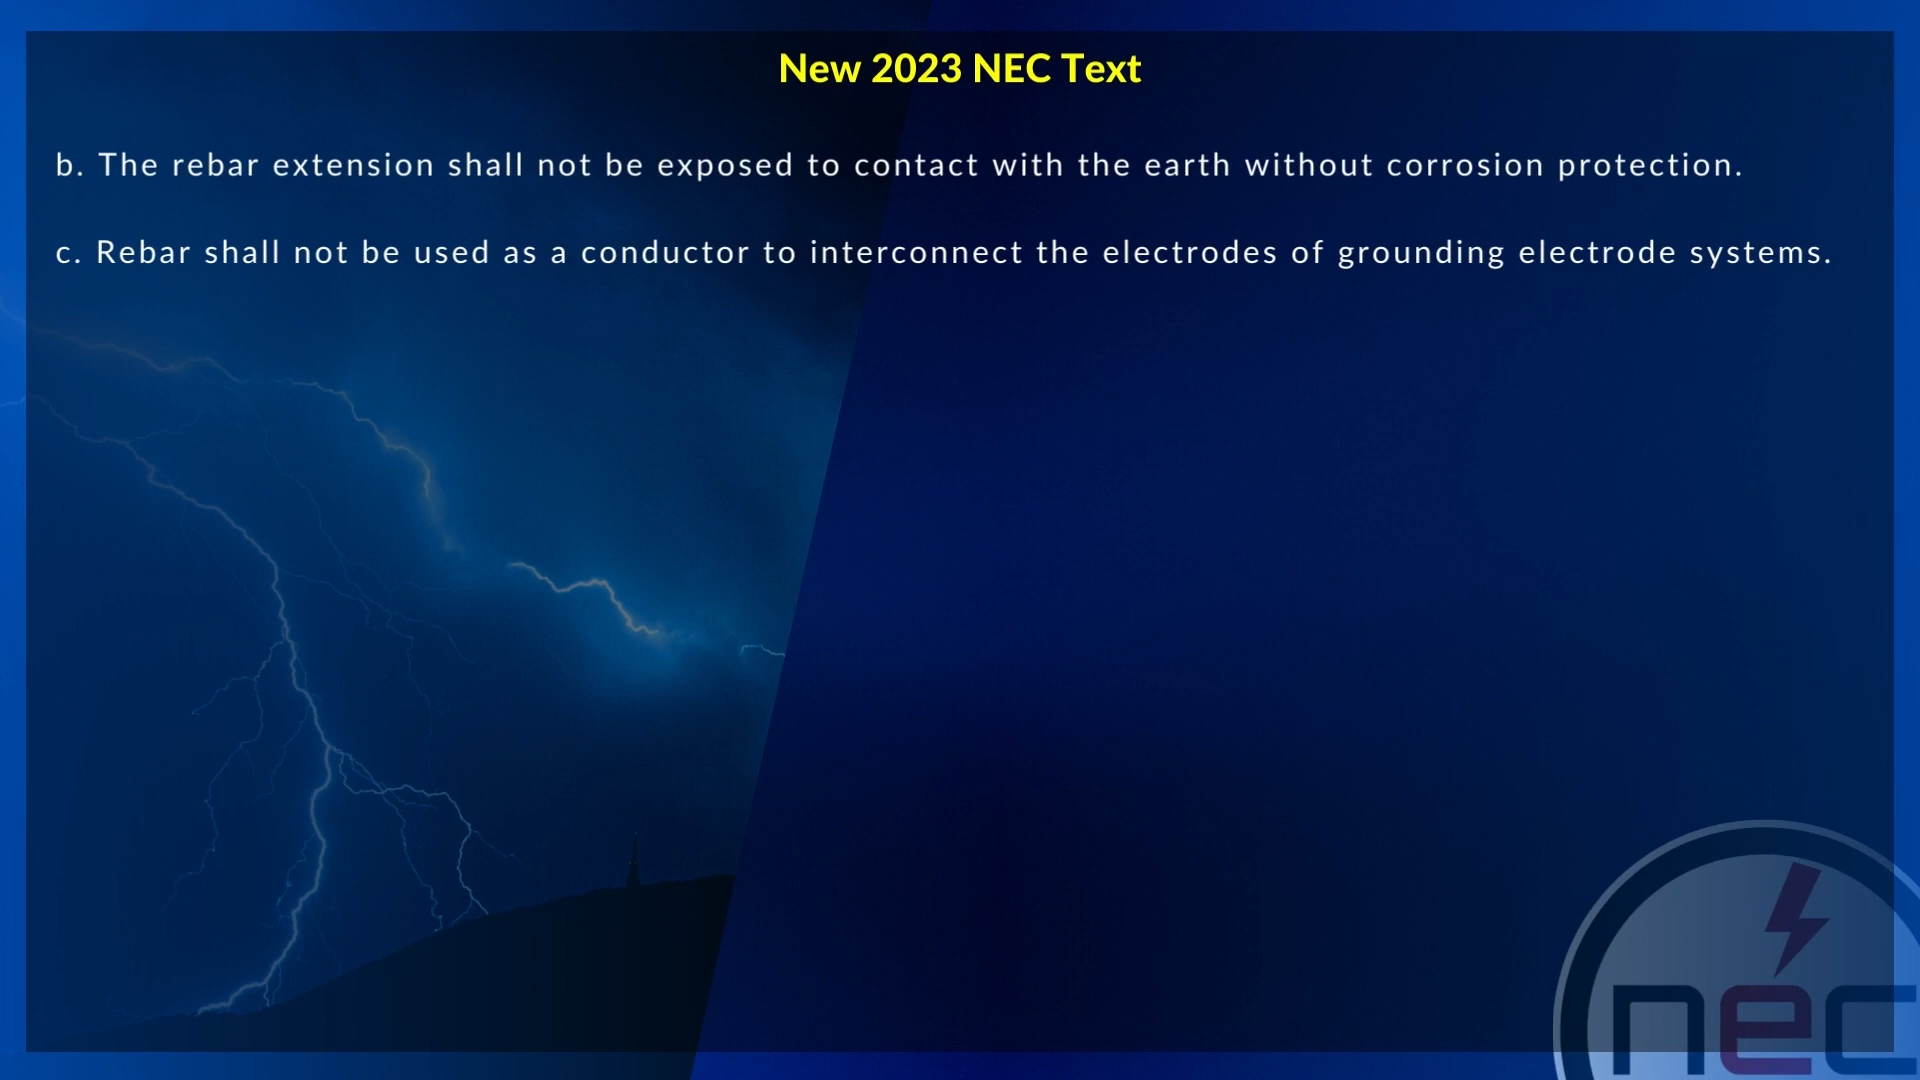 New 2023 NEC Text
b. The rebar extension shall not be exposed to contact with the earth without corrosion protection.
c. Rebar shall not be used as a conductor to interconnect the electrodes of grounding electrode systems.
nec